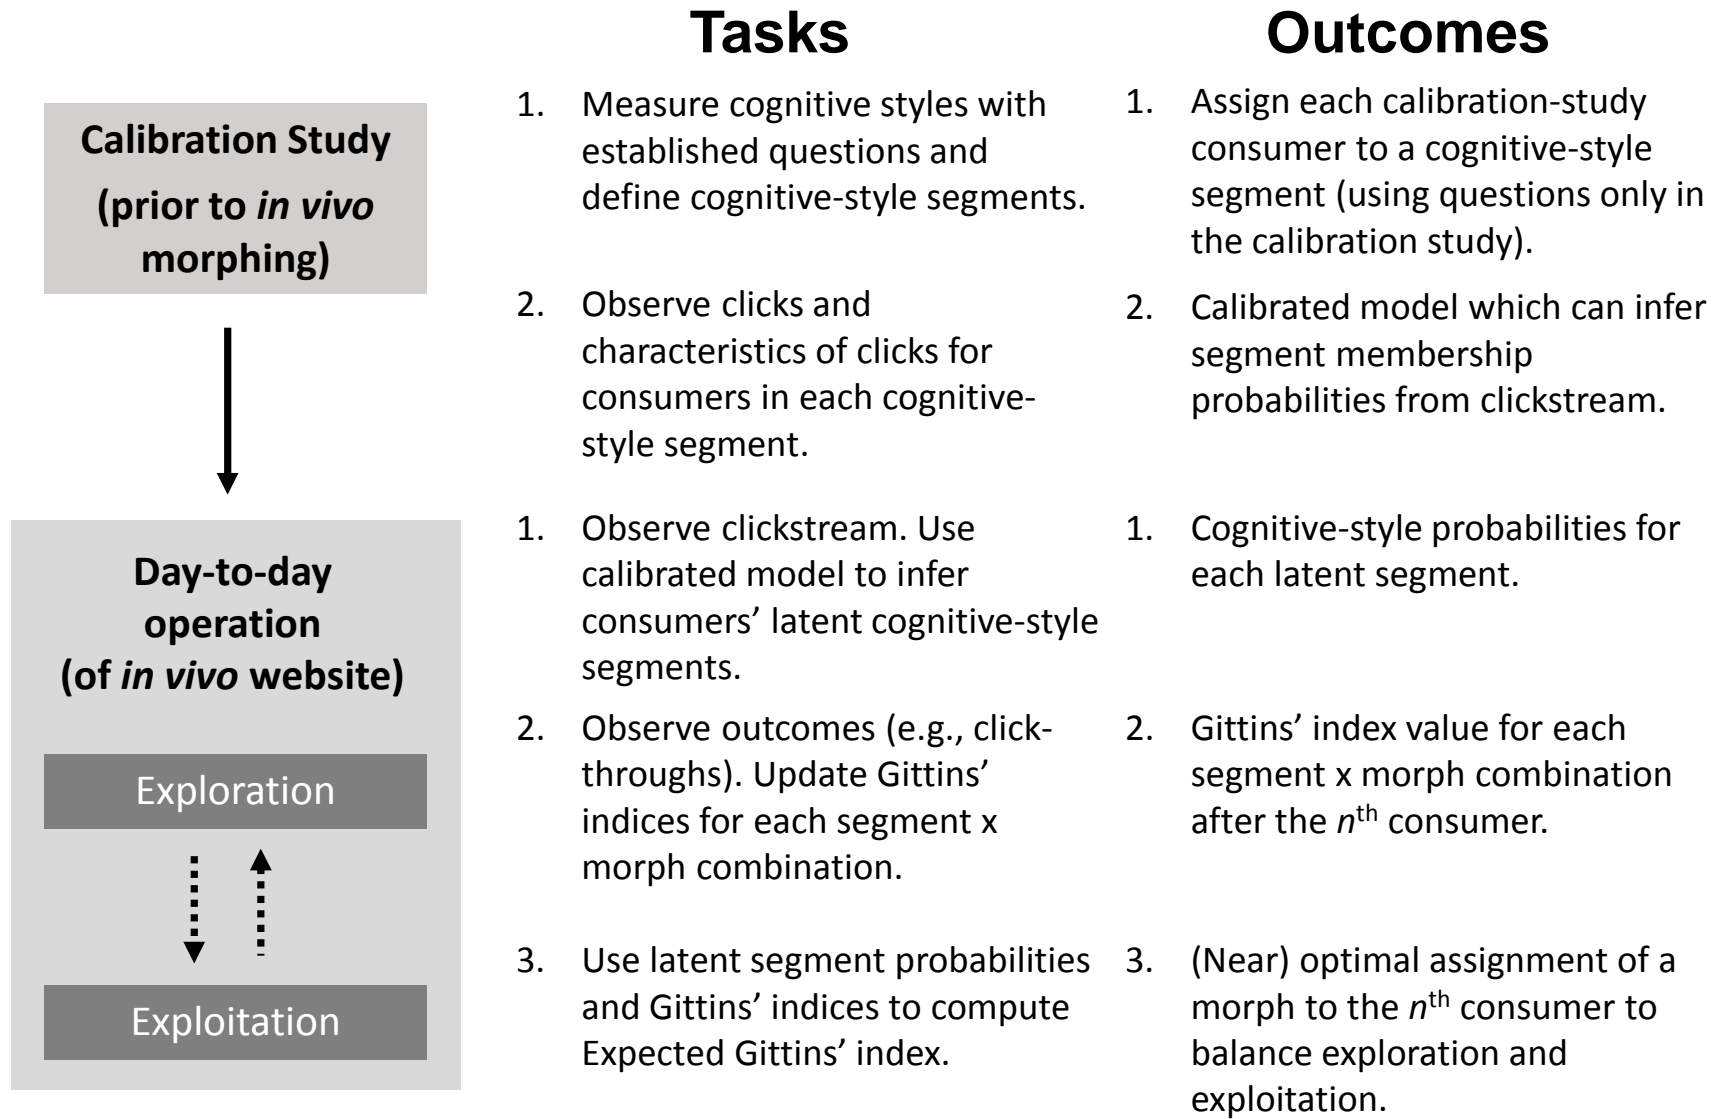 Tasks
Outcomes
Calibration Study
(prior to in vivo
morphing)
1. Measure cognitive styles with
established questions and
define cognitive-style segments.
1. Assign each calibration-study
consumer to a cognitive-style
segment (using questions only in
the calibration study).
2. Observe clicks and
characteristics of clicks for
consumers in each cognitive-
style segment.
2. Calibrated model which can infer
segment membership
probabilities from clickstream.
Day-to-day
operation
(of in vivo website)
Exploration
Exploitation
1. Observe clickstream. Use
calibrated model to infer
consumers’ latent cognitive-style
segments.
1. Cognitive-style probabilities for
each latent segment.
2. Observe outcomes (e.g., click-
throughs). Update Gittins’
indices for each segment x
morph combination.
2. Gittins’ index value for each
segment x morph combination
after the nth consumer.
3. Use latent segment probabilities
and Gittins’ indices to compute
Expected Gittins’ index.
3. (Near) optimal assignment of a
morph to the nth consumer to
balance exploration and
exploitation.